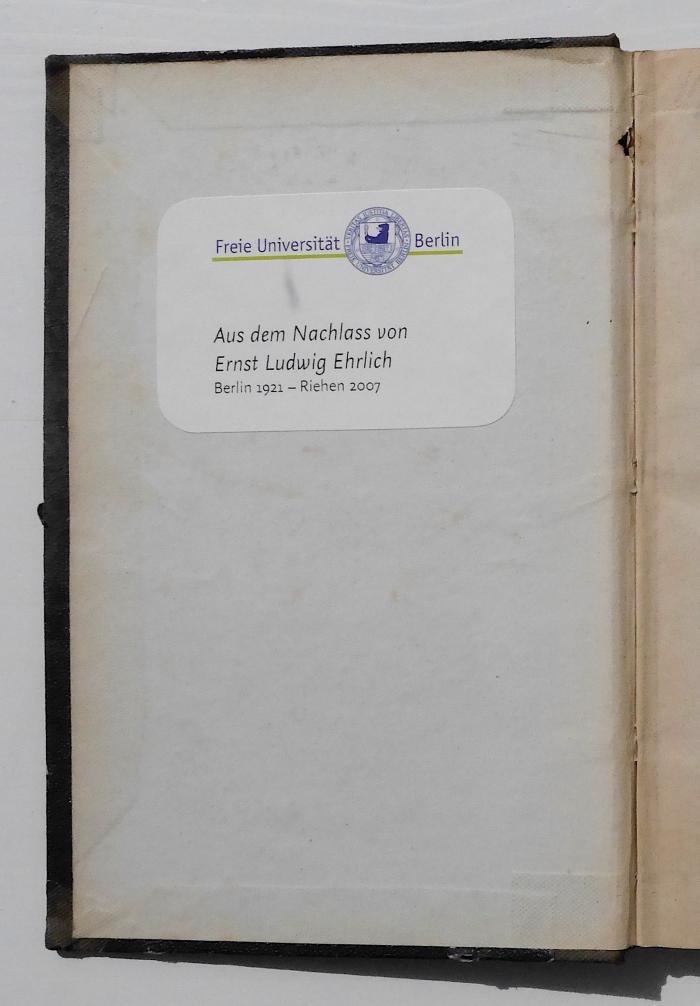 Freie Universität Berlin
Aus dem Nachlass von
Ernst Ludwig Ehrlich
Berlin 1921 – Riehen 2007